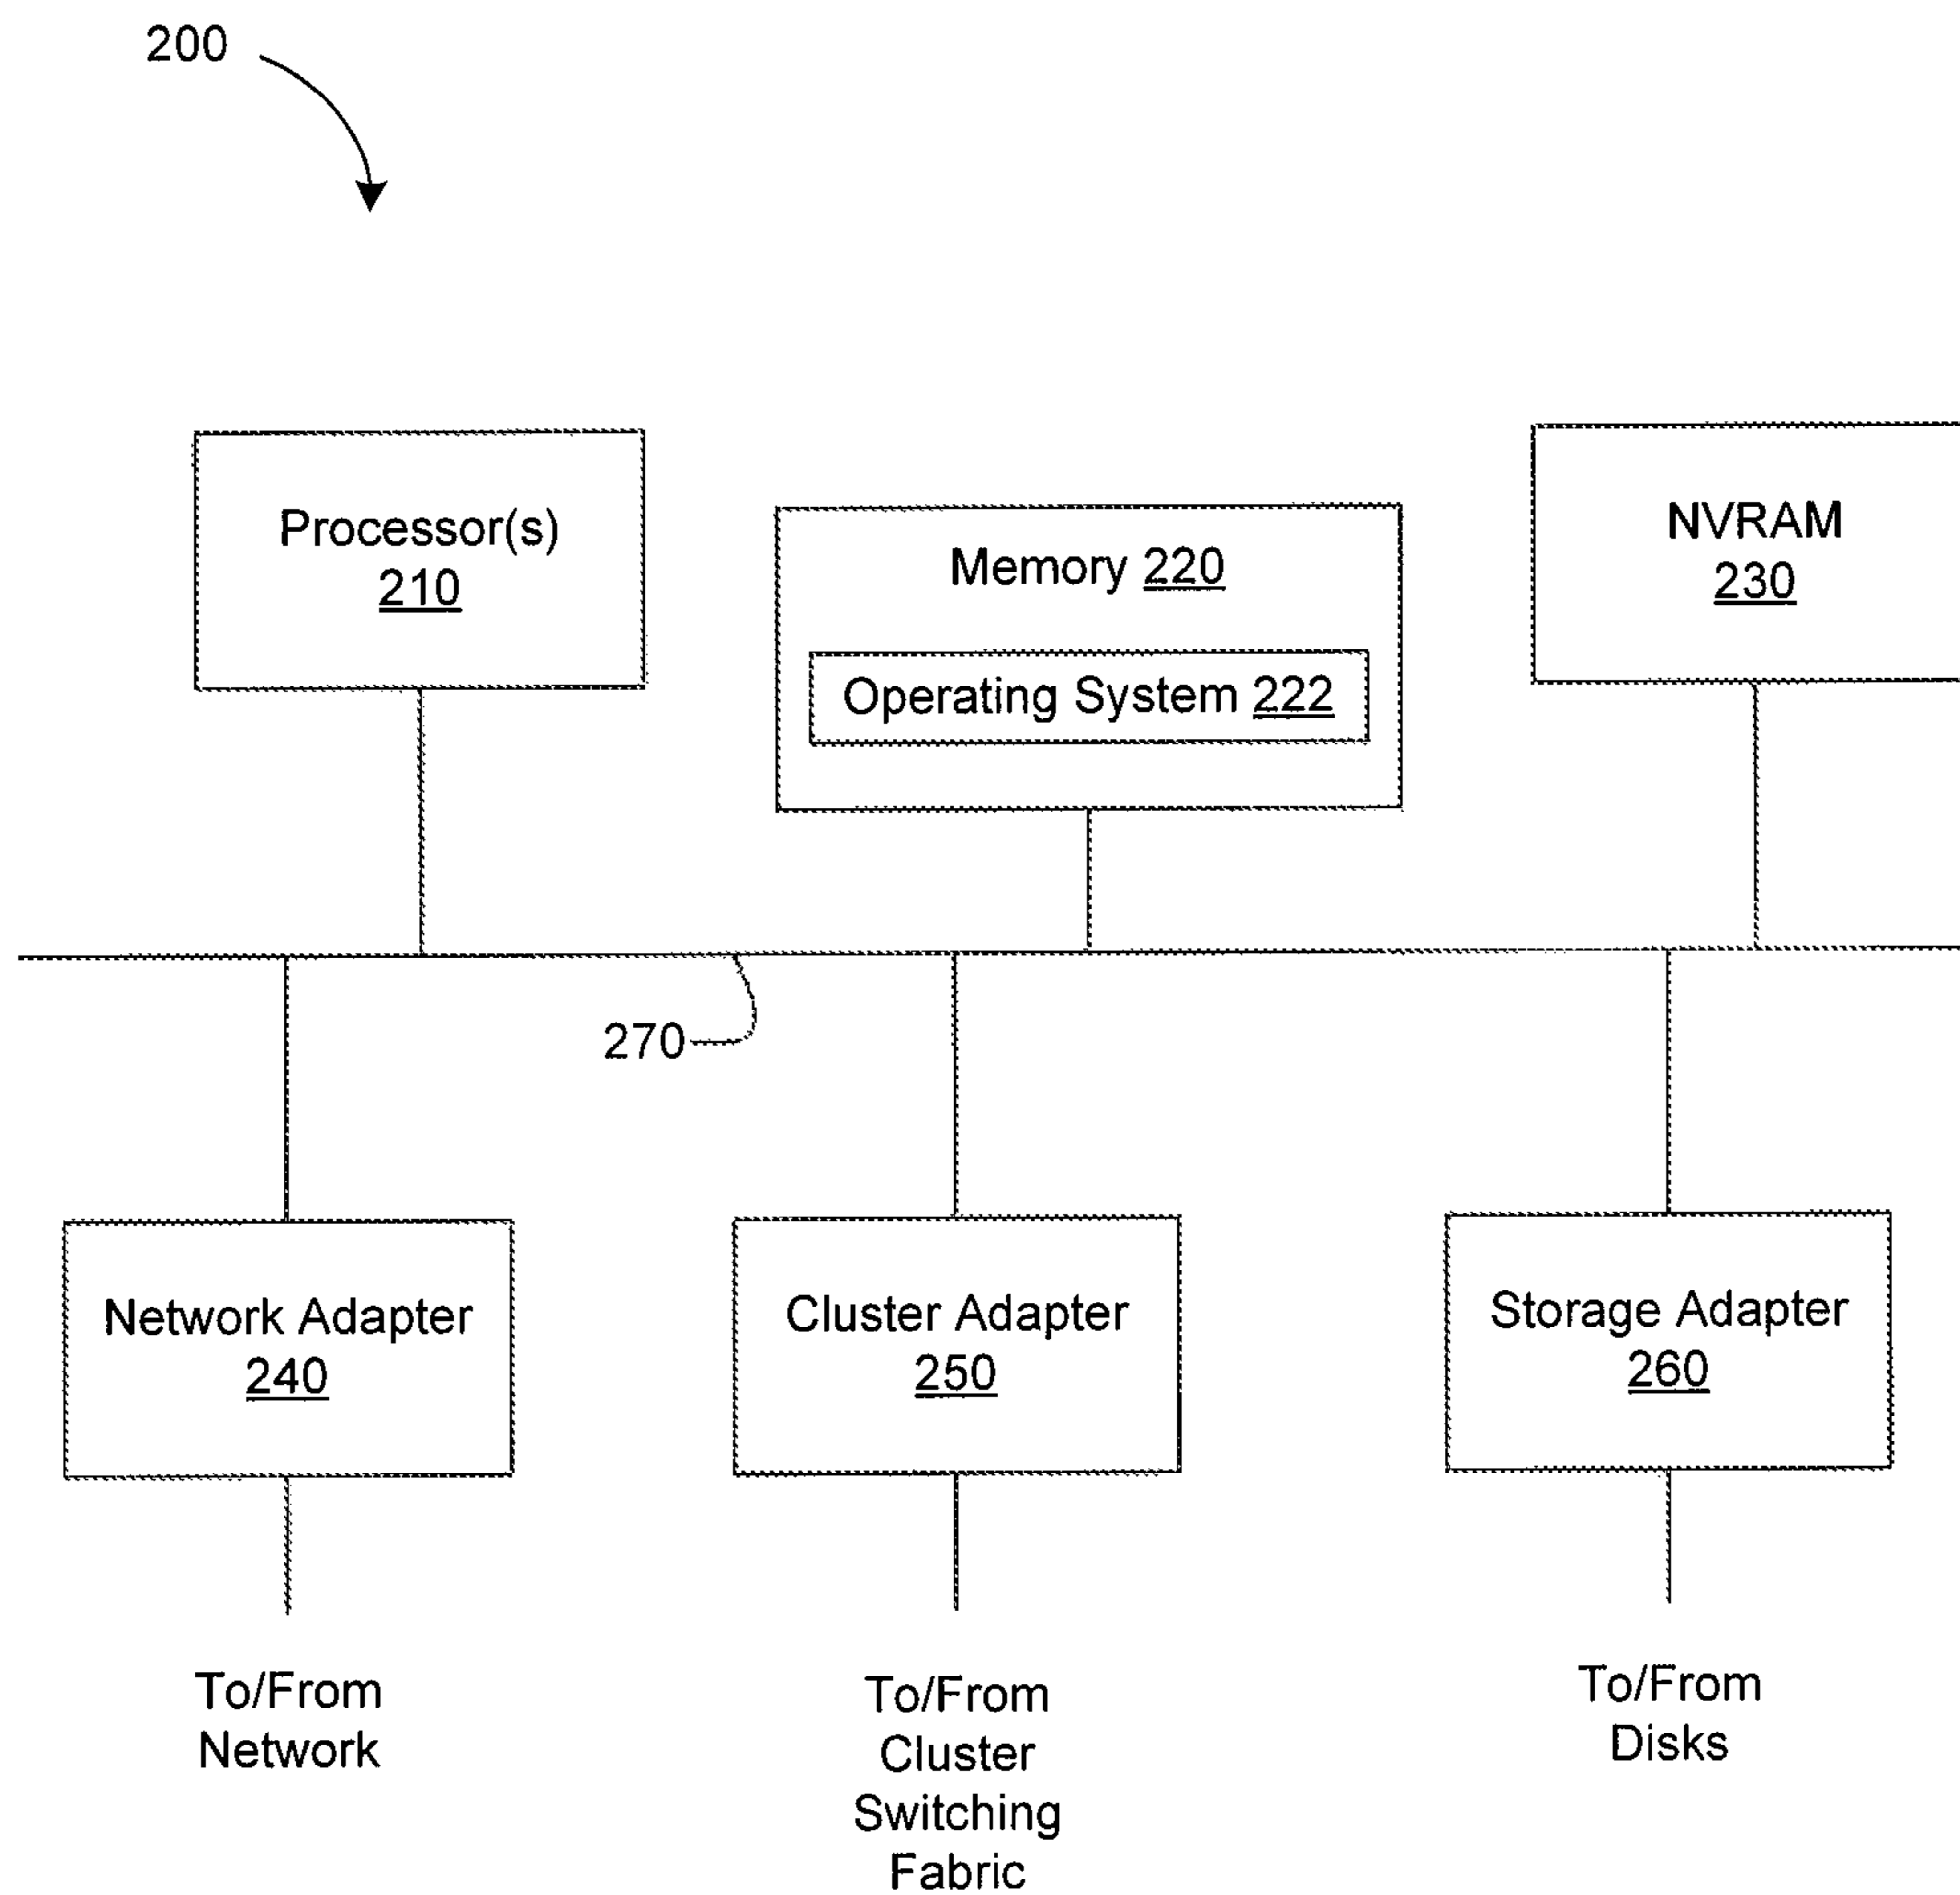 200
Processor(s)
210
Memory 220
Operating System 222
NVRAM
230
270
Network Adapter
240
Cluster Adapter
250
Storage Adapter
260
To/From
Network
To/From
Cluster
Switching
Fabric
To/From
Disks